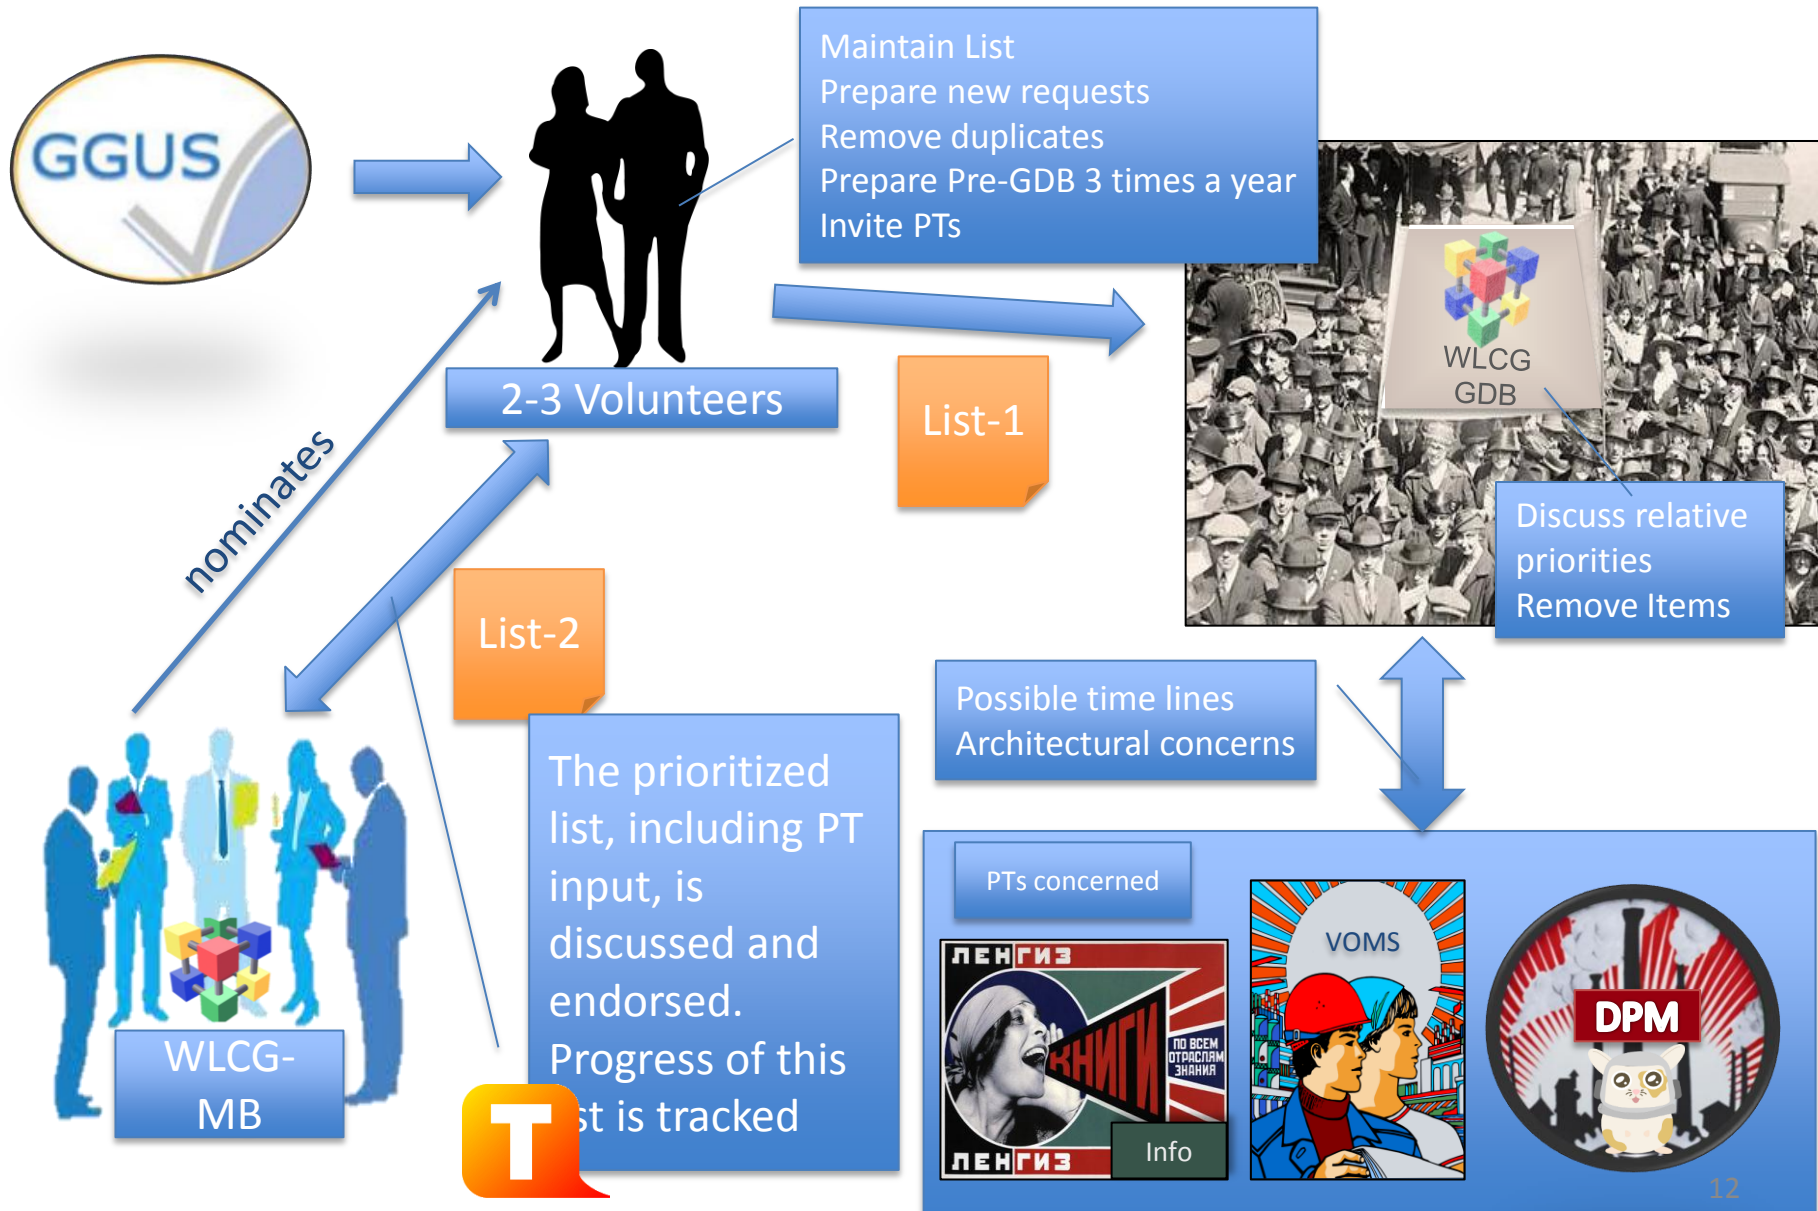 GGUS
Maintain List
Prepare new requests
Remove duplicates
Prepare Pre-GDB 3 times a year
Invite PTs
2-3 Volunteers
List-1
WLCG
GDB
Discuss relative
priorities
Remove Items
nominates
List-2
Possible time lines
Architectural concerns
The prioritized
list, including PT
input, is
discussed and
endorsed.
Progress of this
st is tracked
T
WLCG-
MB
PTs concerned
ЛЕНГИЗ
КНИГИ
ПО ВСЕМ
ОТРАСЛЯМ
ЗНАНИЯ
ЛЕНГИЗ
Info
VOMS
DPM
12